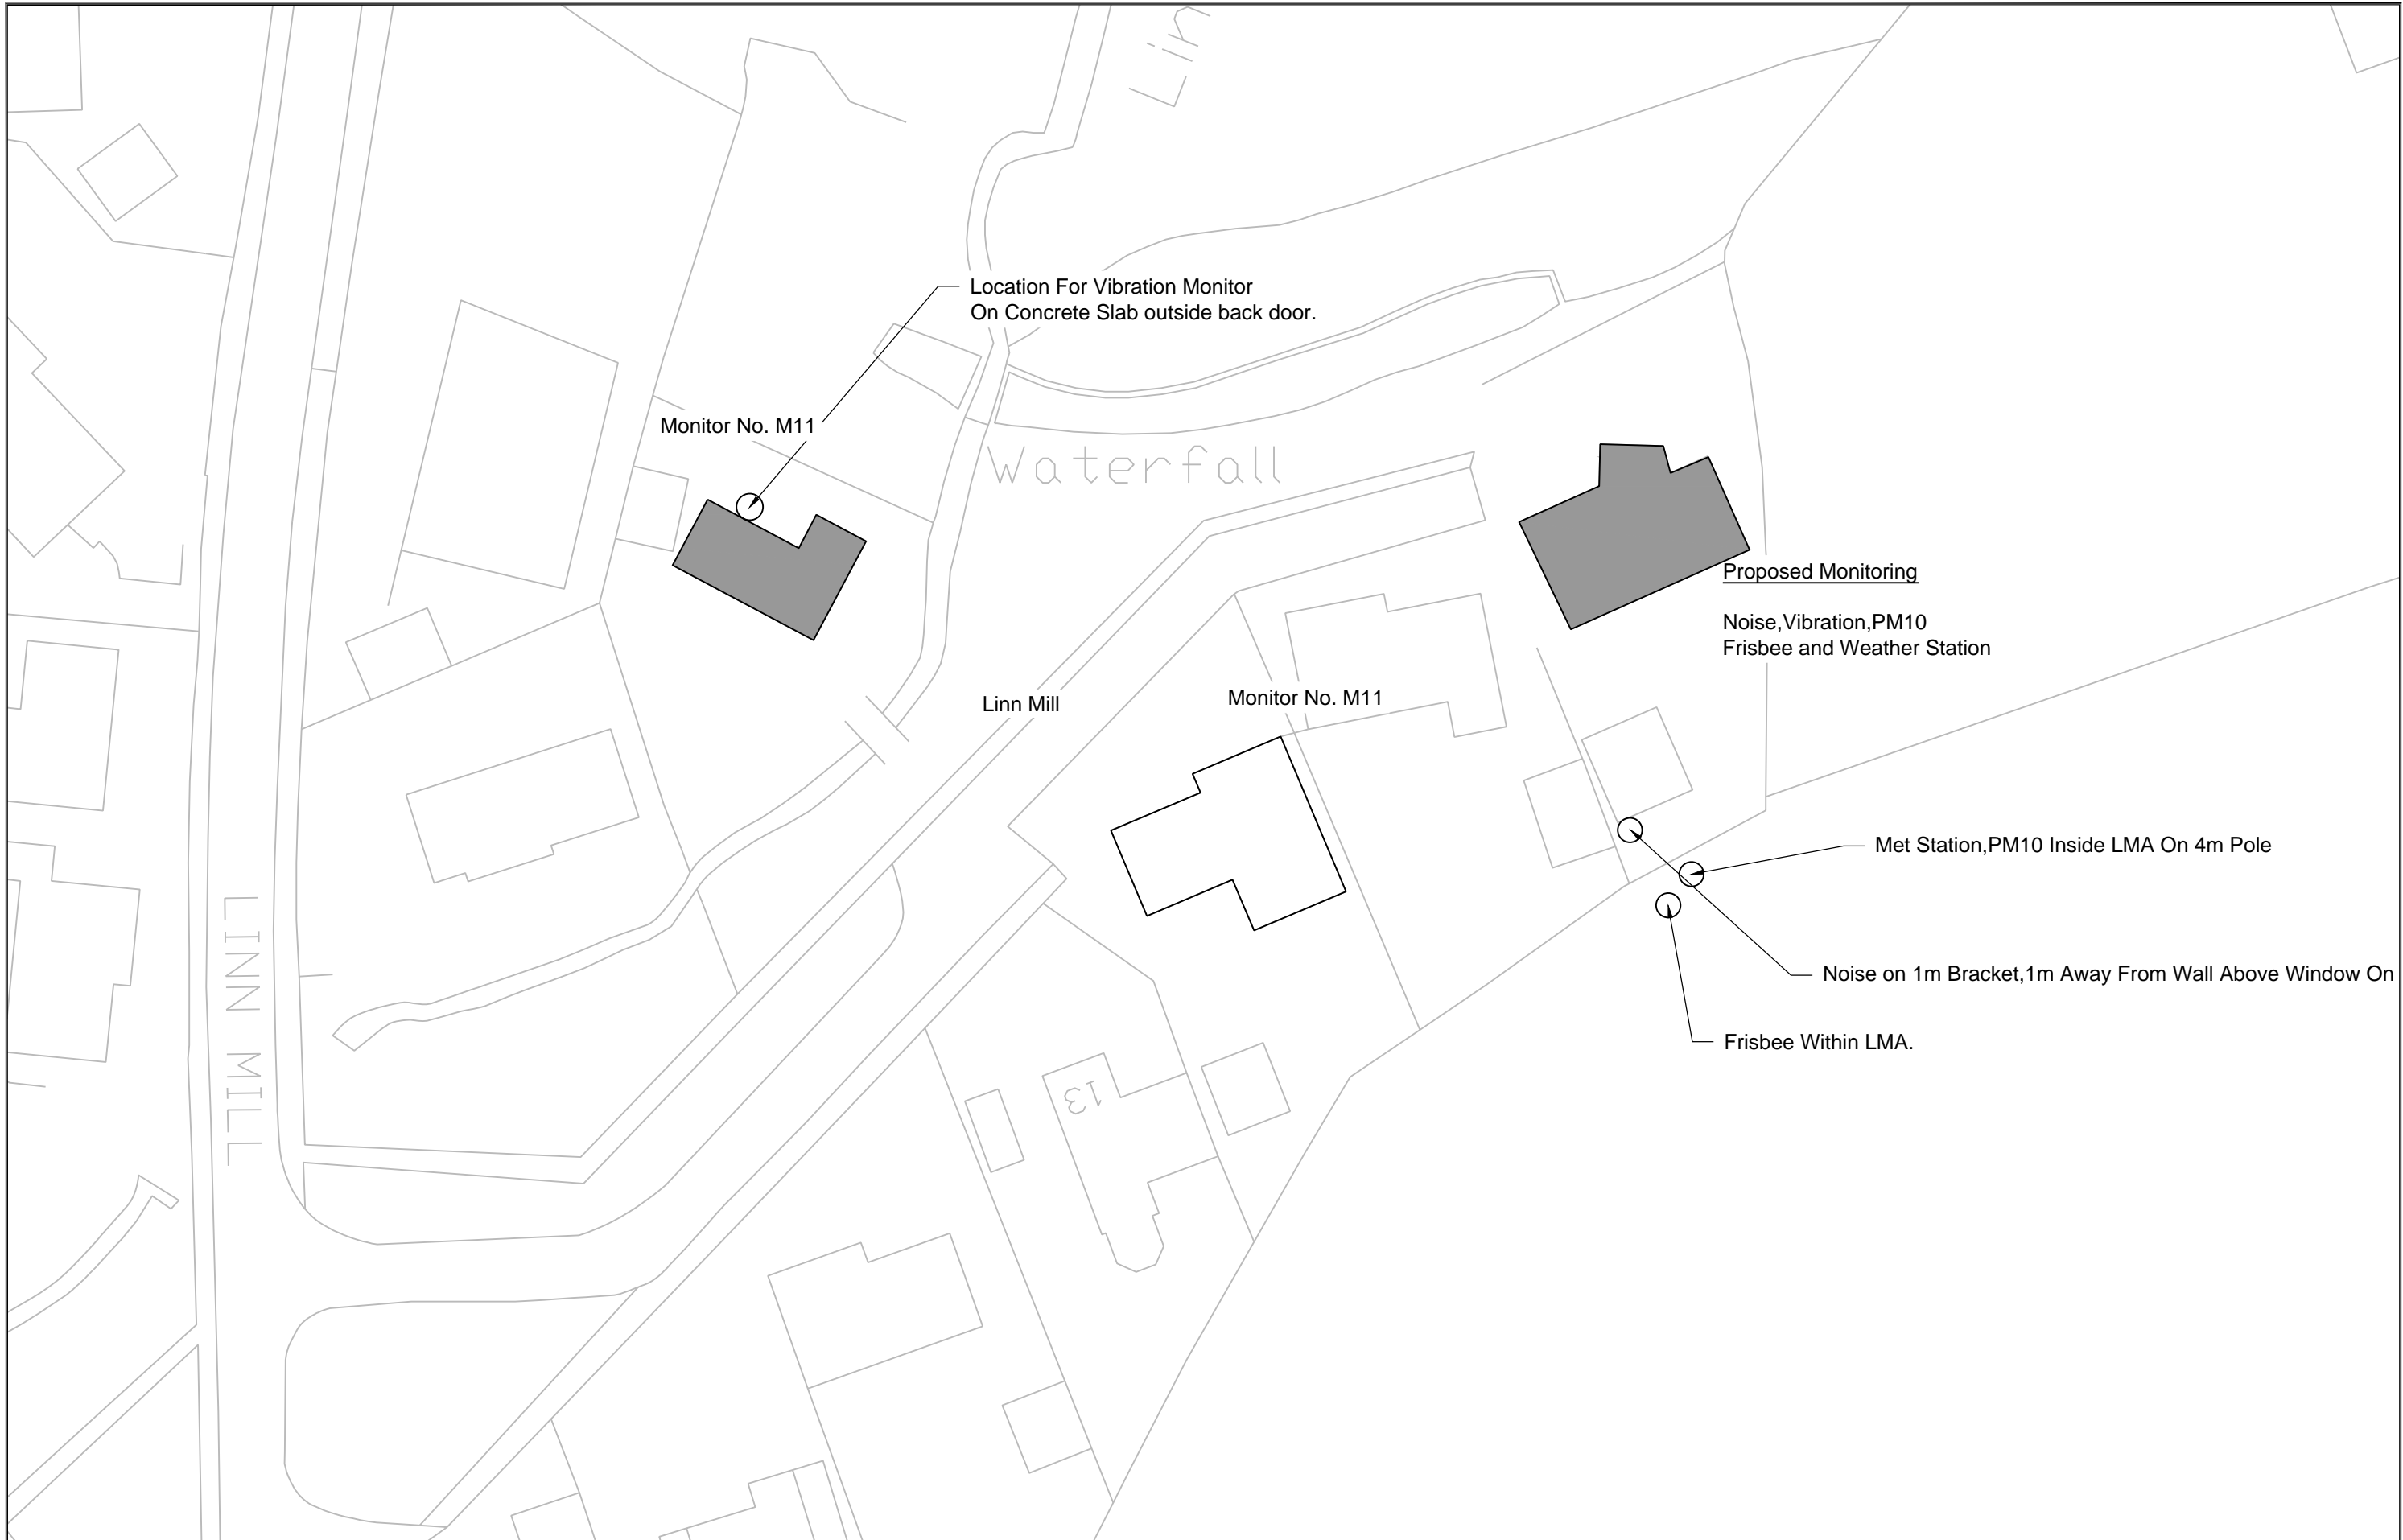 Location For Vibration Monitor
On Concrete Slab outside back door.
Monitor No. M11
Waterfall
Proposed Monitoring
Noise,Vibration,PM10
Frisbee and Weather Station
Linn Mill
Monitor No. M11
Met Station,PM10 Inside LMA On 4m Pole
Noise on 1m Bracket,1m Away From Wall Above Window On
Frisbee Within LMA.
LINN MILL
13